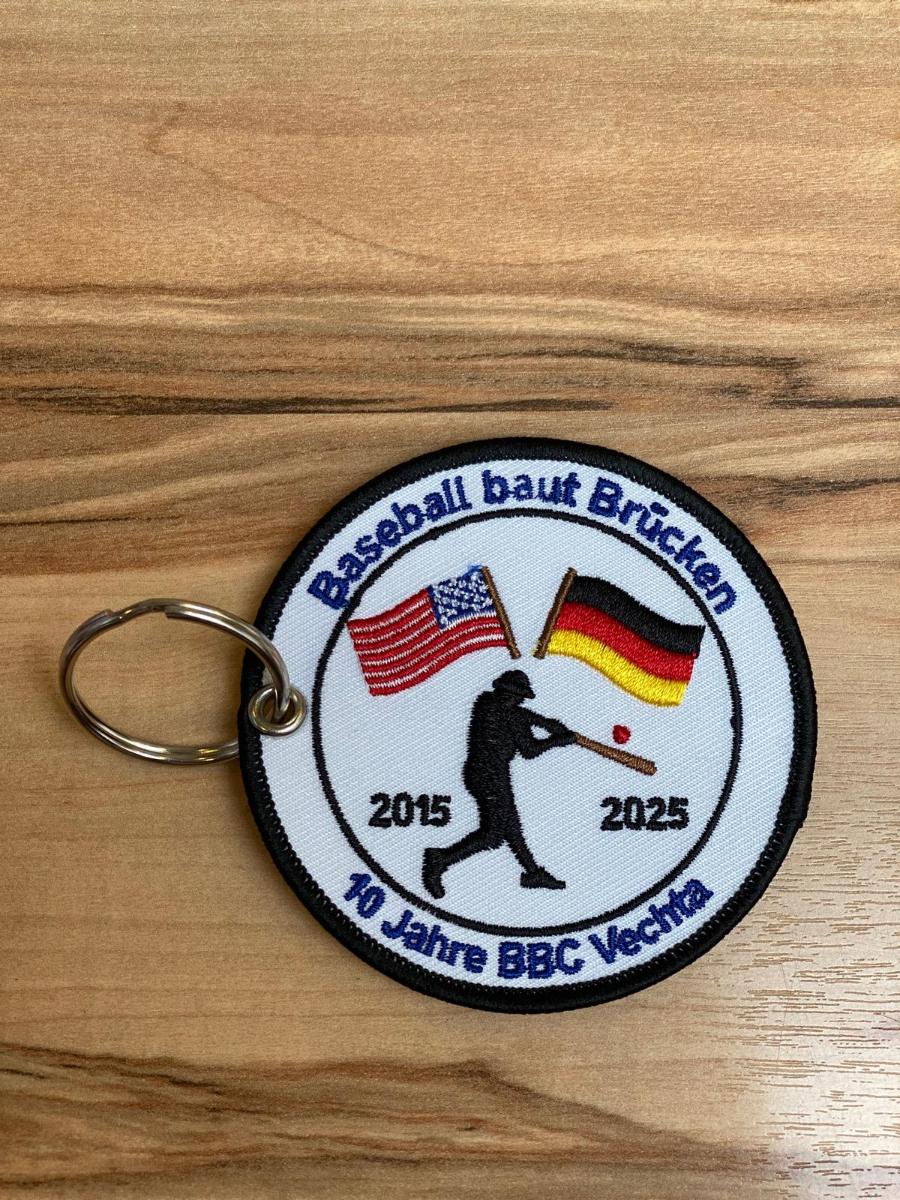 Baseball baut Brücken
2015 2025
10 Jahre BBC Vechta